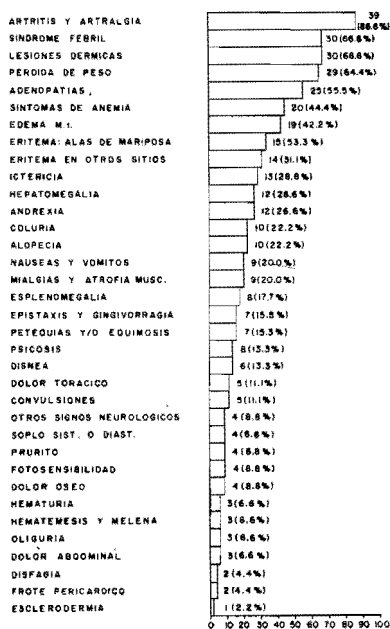 ARTRITIS Y ARTRALGIA 39 (86.6%)
SINDROME FEBRIL 30 (66.6%)
LESIONES DERMICAS 30 (66.6%)
PERDIDA DE PESO 29 (64.4%)
ADENOPATIAS, 25 (55.5%)
SINTOMAS DE ANEMIA 20 (44.4%)
EDEMA M.I. 19 (42.2%)
ERITEMA: ALAS DE MARIPOSA 15 (53.3%)
ERITEMA EN OTROS SITIOS 14 (31.1%)
ICTERICIA 13 (28.8%)
HEPATOMEGALIA 12 (26.6%)
ANOREXIA 12 (26.6%)
COLURIA 10 (22.2%)
ALOPECIA 10 (22.2%)
NAUSEAS Y VOMITOS 9 (20.0%)
MIALGIAS Y ATROFIA MUSC. 9 (20.0%)
ESPLENOMEGALIA 8 (17.7%)
EPISTAXIS Y GINGIVORRAGIA 7 (15.5%)
PETEQUIAS Y/O EQUIMOSIS 7 (15.3%)
PSICOSIS 8 (13.3%)
DISNEA 6 (13.3%)
DOLOR TORACICO 5 (11.1%)
CONVULSIONES 5 (11.1%)
OTROS SIGNOS NEUROLOGICOS 4 (8.8%)
SOPLO SIST. O DIAST. 4 (8.8%)
PRURITO 4 (8.8%)
FOTOSENSIBILIDAD 4 (8.8%)
DOLOR OSEO 4 (8.8%)
HEMATURIA 3 (6.6%)
HEMATEMESIS Y MELENA 3 (6.6%)
OLIGURIA 3 (6.6%)
DOLOR ABDOMINAL 3 (6.6%)
DISFAGIA 2 (4.4%)
FROTE PERICARDICO 2 (4.4%)
ESCLERODERMIA 1 (2.2%)
0 10 20 30 40 50 60 70 80 90 100